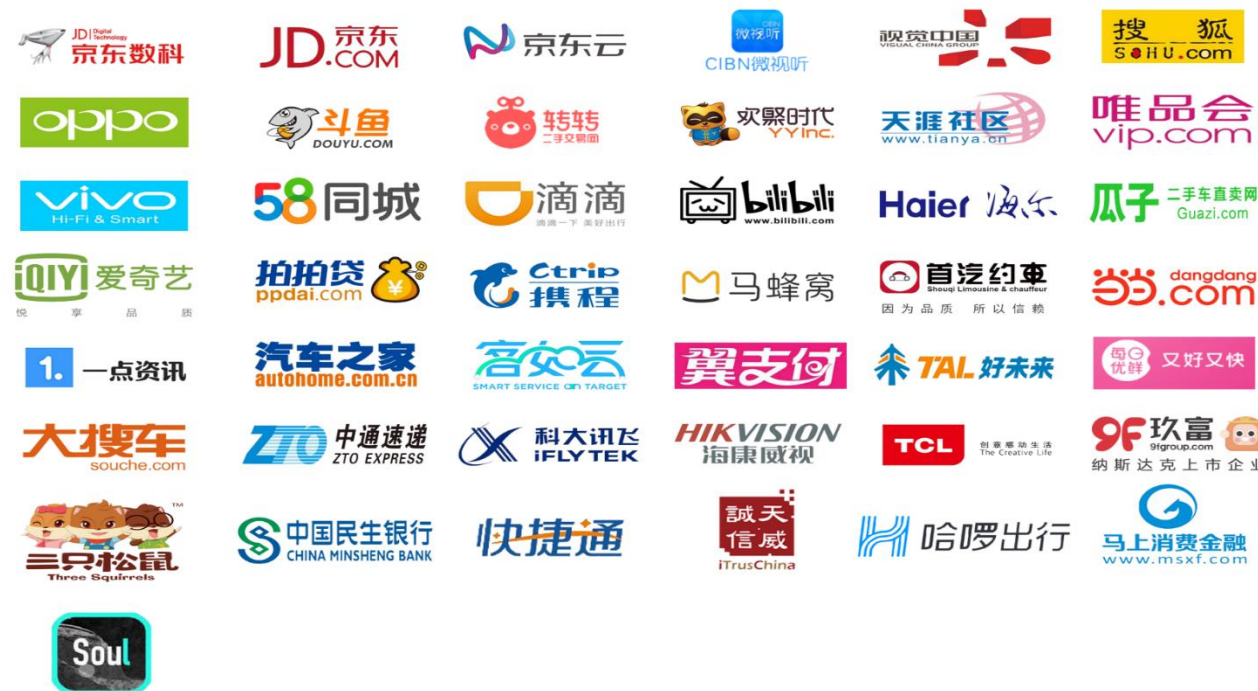 JD Digital Technology
京东数科
JD.京东
COM
京东云
CIBN
微视听
CIBN微视听
视觉中国
VISUAL CHINA GROUP
搜 狐
SOHU.com
oppo
斗鱼
DOUYU.COM
转转
二手交易网
欢聚时代
YY Inc.
天涯社区
www.tianya.cn
唯品会
vip.com
vivo
Hi-Fi & Smart
58同城
滴滴
滴滴一下 美好出行
bilibili
www.bilibili.com
Haier 海尔
瓜子 二手车直卖网
Guazi.com
iQIYI 爱奇艺
悦 享 品 质
拍拍贷
ppdai.com
Ctrip
携程
马蜂窝
首汽约車
Shouqi Limousine & chauffeur
因为品质 所以信赖
当当.com
dangdang
1. 一点资讯
汽车之家
autohome.com.cn
客如云
SMART SERVICE ON TARGET
翼支付
TAL 好未来
每日优鲜 又好又快
大搜车
souche.com
ZTO 中通速递
ZTO EXPRESS
科大讯飞
iFLYTEK
HIKVISION
海康威视
TCL
创意感动生活
The Creative Life
9F 玖富
9fgroup.com
纳斯达克上市企业
三只松鼠
TM
Three Squirrels
中国民生银行
CHINA MINSHENG BANK
快捷通
誠天
信威
iTrusChina
哈啰出行
马上消费金融
www.msxf.com
Soul